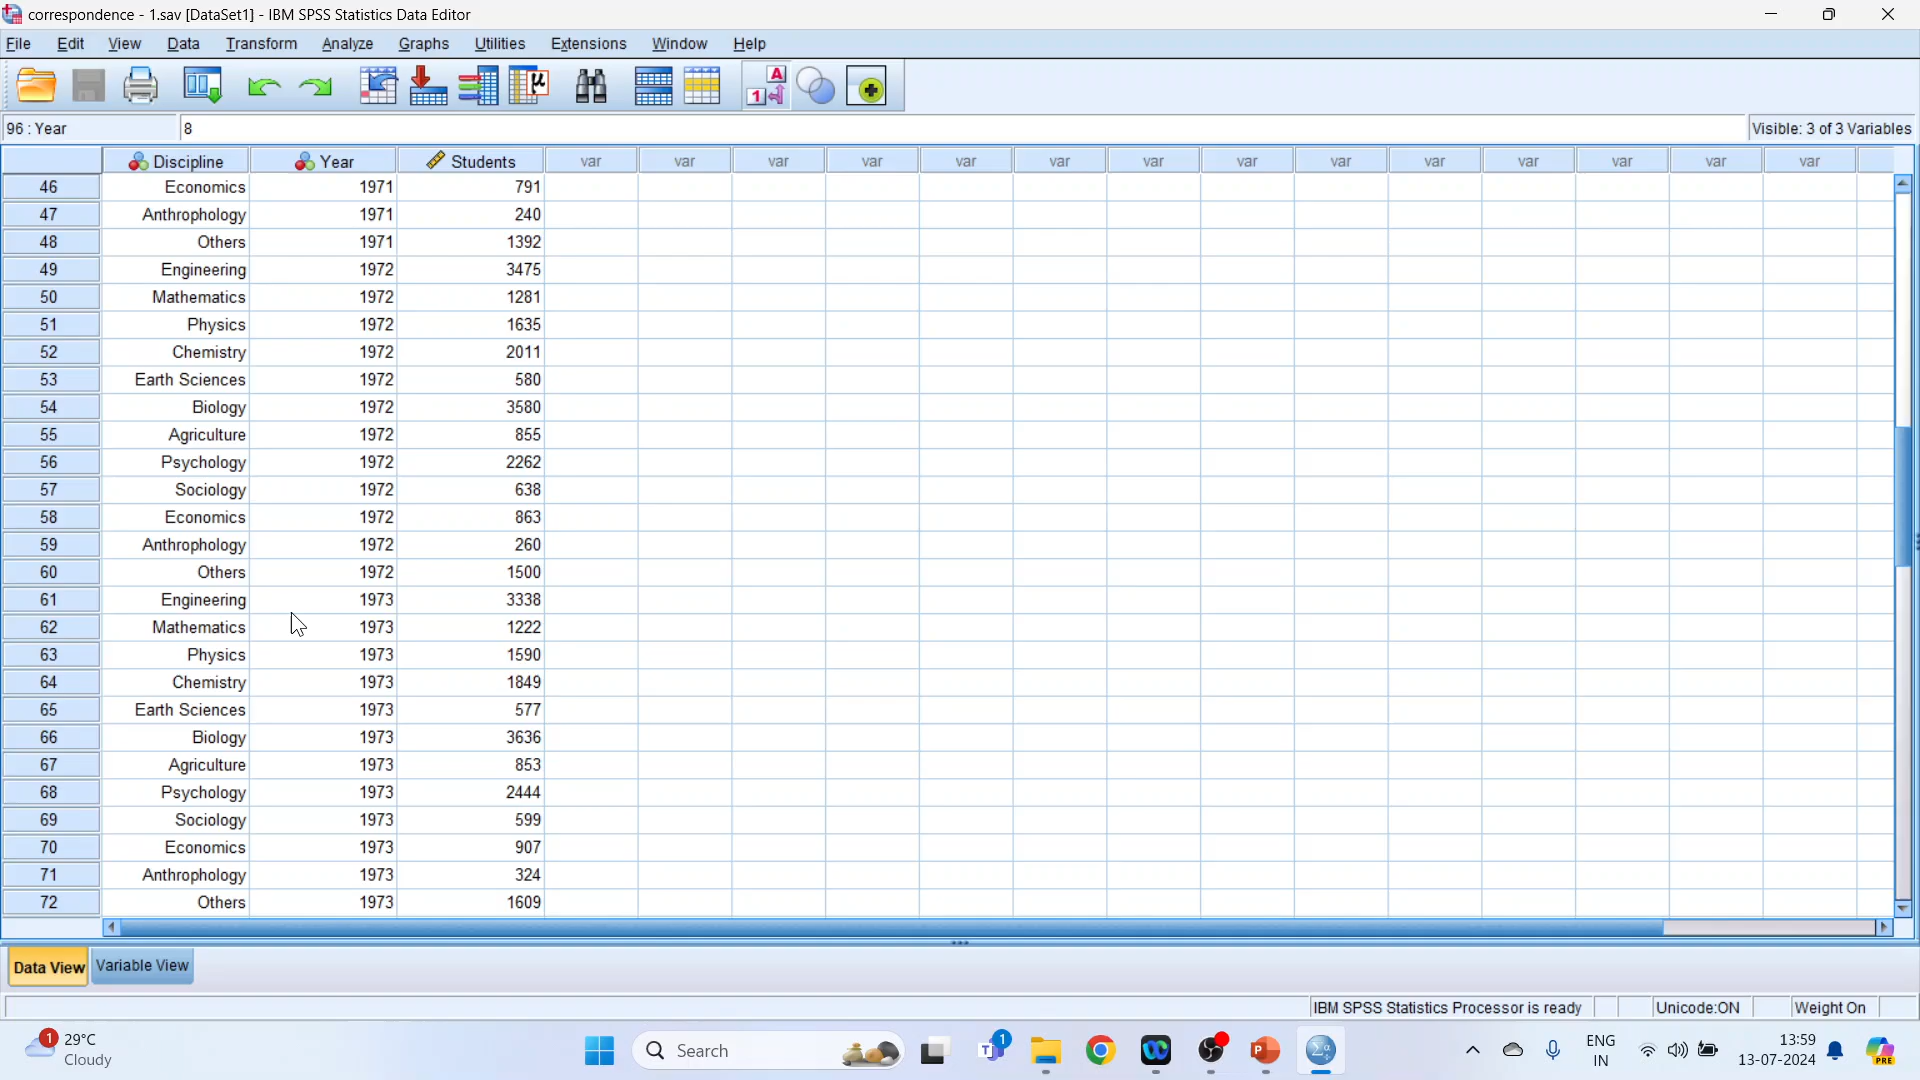 correspondence - 1.sav [DataSet1] - IBM SPSS Statistics Data Editor
File Edit View Data Transform Analyze Graphs Utilities Extensions Window Help
96 : Year 8 Visible: 3 of 3 Variables
Discipline Year Students var var var var var var var var var var var var var var
46 Economics 1971 791
47 Anthrophology 1971 240
48 Others 1971 1392
49 Engineering 1972 3475
50 Mathematics 1972 1281
51 Physics 1972 1635
52 Chemistry 1972 2011
53 Earth Sciences 1972 580
54 Biology 1972 3580
55 Agriculture 1972 855
56 Psychology 1972 2262
57 Sociology 1972 638
58 Economics 1972 863
59 Anthrophology 1972 260
60 Others 1972 1500
61 Engineering 1973 3338
62 Mathematics 1973 1222
63 Physics 1973 1590
64 Chemistry 1973 1849
65 Earth Sciences 1973 577
66 Biology 1973 3636
67 Agriculture 1973 853
68 Psychology 1973 2444
69 Sociology 1973 599
70 Economics 1973 907
71 Anthrophology 1973 324
72 Others 1973 1609
Data View Variable View
IBM SPSS Statistics Processor is ready Unicode:ON Weight On
1 29°C Search 1 ENG 13:59
Cloudy IN 13-07-2024 PRE